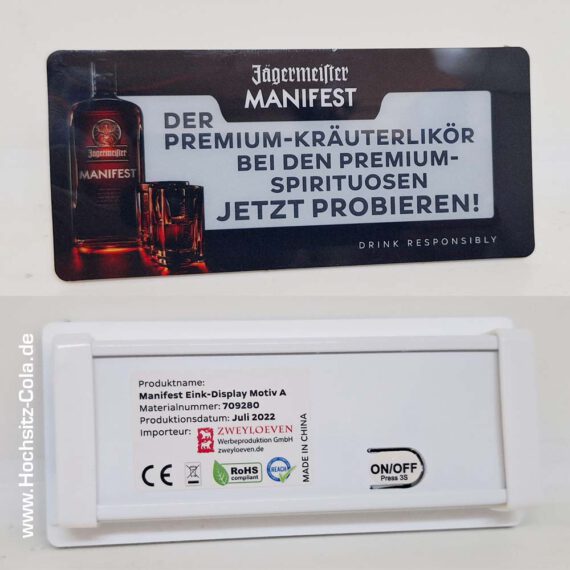 Jägermeister
MANIFEST
DER
PREMIUM-KRÄUTERLIKÖR
BEI DEN PREMIUM-
SPIRITUOSEN
JETZT PROBIEREN!
DRINK RESPONSIBLY
Jägermeister
MANIFEST
www.Hochsitz-Cola.de
Produktname:
Manifest Eink-Display Motiv A
Materialnummer: 709280
Produktionsdatum: Juli 2022
Importeur: ZWEYLOEVEN
Werbeproduktion GmbH
zweyloeven.de
CE
RoHS
compliant
REACH
MADE IN CHINA
ON/OFF
Press 3S